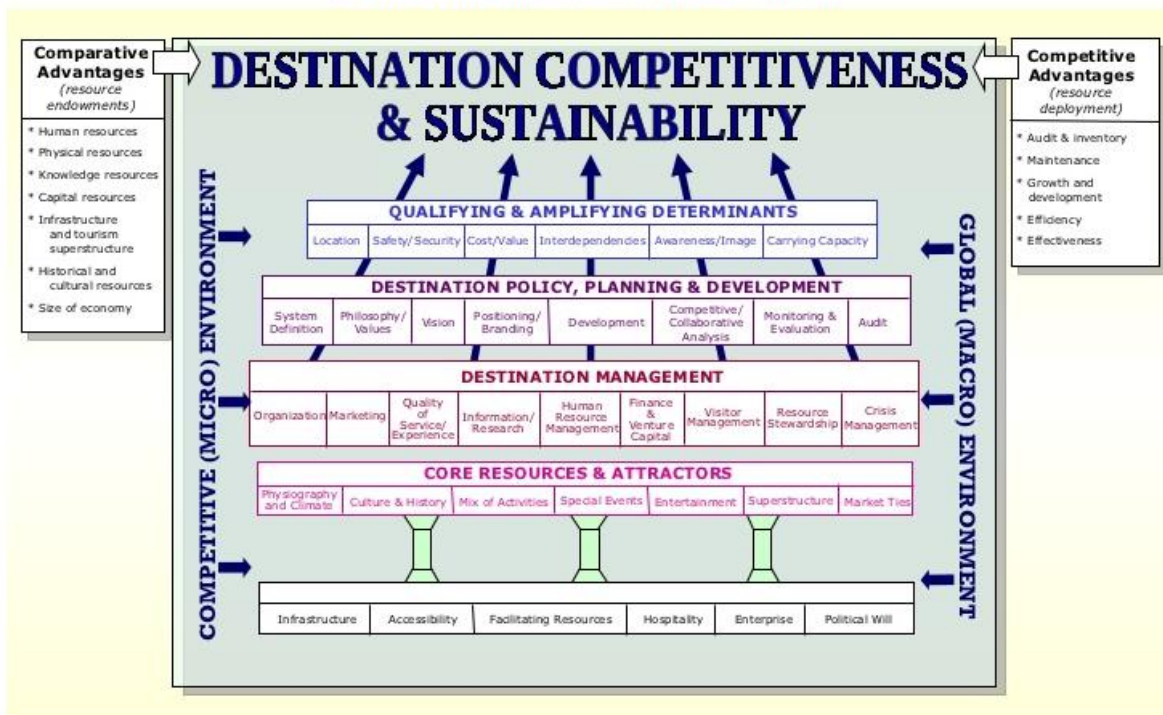 Comparative
Advantages
(resource
endowments)
* Human resources
* Physical resources
* Knowledge resources
* Capital resources
* Infrastructure
and tourism
superstructure
* Historical and
cultural resources
* Size of economy
DESTINATION COMPETITIVENESS
& SUSTAINABILITY
Competitive
Advantages
(resource
deployment)
* Audit & inventory
* Maintenance
* Growth and
development
* Efficiency
* Effectiveness
COMPETITIVE (MICRO) ENVIRONMENT
GLOBAL (MACRO) ENVIRONMENT
QUALIFYING & AMPLIFYING DETERMINANTS
Location
Safety/Security
Cost/Value
Interdependencies
Awareness/Image
Carrying Capacity
DESTINATION POLICY, PLANNING & DEVELOPMENT
System
Definition
Philosophy/
Values
Vision
Positioning/
Branding
Development
Competitive/
Collaborative
Analysis
Monitoring &
Evaluation
Audit
DESTINATION MANAGEMENT
Organization
Marketing
Quality
of
Service/
Experience
Information/
Research
Human
Resource
Management
Finance
&
Venture
Capital
Visitor
Management
Resource
Stewardship
Crisis
Management
CORE RESOURCES & ATTRACTORS
Physiography
and Climate
Culture & History
Mix of Activities
Special Events
Entertainment
Superstructure
Market Ties
Infrastructure
Accessibility
Facilitating Resources
Hospitality
Enterprise
Political Will